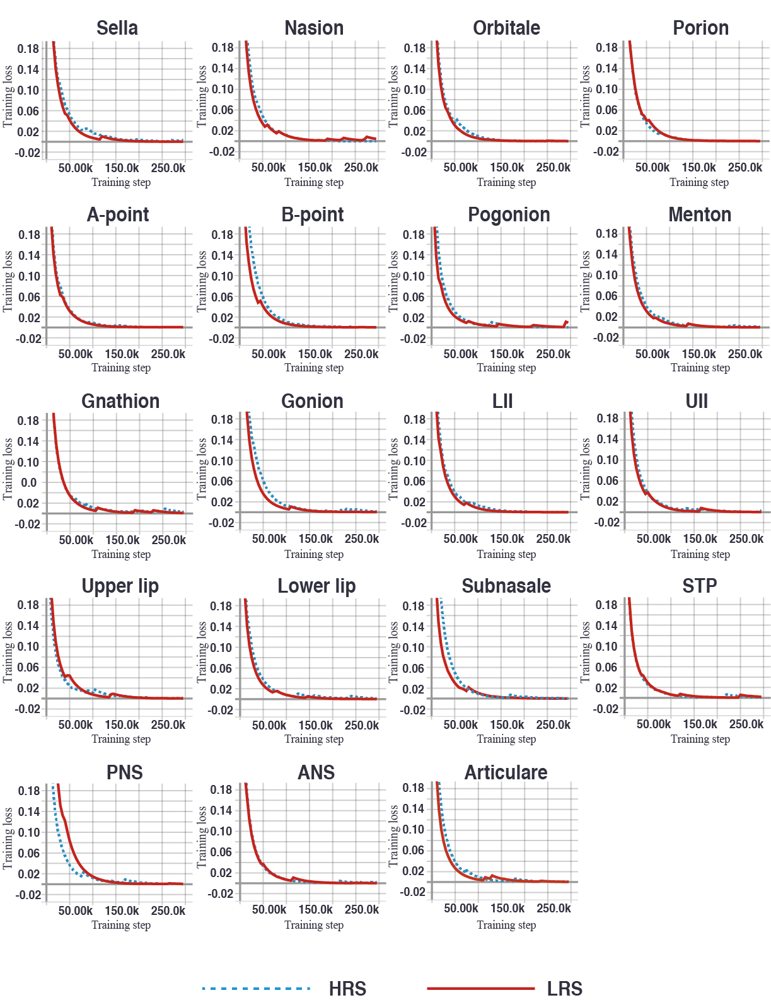 Sella Nasion Orbitale Porion
0.18 0.18 0.18 0.18
0.14 0.14 0.14 0.14
0.10 0.10 0.10 0.10
0.06 0.06 0.06 0.06
0.02 0.02 0.02 0.02
-0.02 -0.02 -0.02 -0.02
Training loss Training loss Training loss Training loss
50.00k 150.0k 250.0k 50.00k 150.0k 250.0k 50.00k 150.0k 250.0k 50.00k 150.0k 250.0k
Training step Training step Training step Training step
A-point B-point Pogonion Menton
0.18 0.18 0.18 0.18
0.14 0.14 0.14 0.14
0.10 0.10 0.10 0.10
0.06 0.06 0.06 0.06
0.02 0.02 0.02 0.02
-0.02 -0.02 -0.02 -0.02
Training loss Training loss Training loss Training loss
50.00k 150.0k 250.0k 50.00k 150.0k 250.0k 50.00k 150.0k 250.0k 50.00k 150.0k 250.0k
Training step Training step Training step Training step
Gnathion Gonion LII UII
0.18 0.18 0.18 0.18
0.14 0.14 0.14 0.14
0.10 0.10 0.10 0.10
0.0 0.06 0.06 0.06
0.02 0.02 0.02 0.02
-0.02 -0.02 -0.02 -0.02
Training loss Training loss Training loss Training loss
50.00k 150.0k 250.0k 50.00k 150.0k 250.0k 50.00k 150.0k 250.0k 50.00k 150.0k 250.0k
Training step Training step Training step Training step
Upper lip Lower lip Subnasale STP
0.18 0.18 0.18 0.18
0.14 0.14 0.14 0.14
0.10 0.10 0.10 0.10
0.06 0.06 0.06 0.06
0.02 0.02 0.02 0.02
-0.02 -0.02 -0.02 -0.02
Training loss Training loss Training loss Training loss
50.00k 150.0k 250.0k 50.00k 150.0k 250.0k 50.00k 150.0k 250.0k 50.00k 150.0k 250.0k
Training step Training step Training step Training step
PNS ANS Articulare
0.18 0.18 0.18
0.14 0.14 0.14
0.10 0.10 0.10
0.06 0.06 0.06
0.02 0.02 0.02
-0.02 -0.02 -0.02
Training loss Training loss Training loss
50.00k 150.0k 250.0k 50.00k 150.0k 250.0k 50.00k 150.0k 250.0k
Training step Training step Training step
HRS LRS